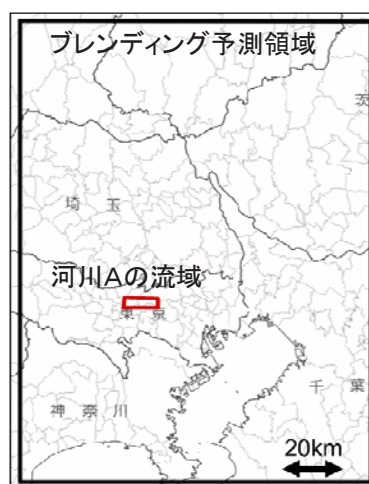 ブレンディング予測領域
茨
埼 玉
河川Aの流域
東 京
千 葉
神 奈 川
20km